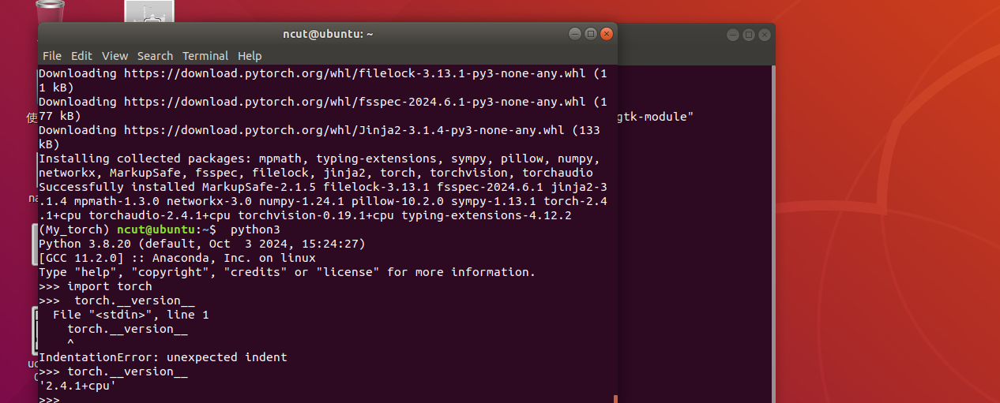 ncut@ubuntu: ~
File Edit View Search Terminal Help
Downloading https://download.pytorch.org/whl/filelock-3.13.1-py3-none-any.whl (1
1 kB)
Downloading https://download.pytorch.org/whl/fsspec-2024.6.1-py3-none-any.whl (1
77 kB)
Downloading https://download.pytorch.org/whl/Jinja2-3.1.4-py3-none-any.whl (133
kB)
Installing collected packages: mpmath, typing-extensions, sympy, pillow, numpy,
networkx, MarkupSafe, fsspec, filelock, jinja2, torch, torchvision, torchaudio
Successfully installed MarkupSafe-2.1.5 filelock-3.13.1 fsspec-2024.6.1 jinja2-3
.1.4 mpmath-1.3.0 networkx-3.0 numpy-1.24.1 pillow-10.2.0 sympy-1.13.1 torch-2.4
.1+cpu torchaudio-2.4.1+cpu torchvision-0.19.1+cpu typing-extensions-4.12.2
(My_torch) ncut@ubuntu:~$  python3
Python 3.8.20 (default, Oct  3 2024, 15:24:27)
[GCC 11.2.0] :: Anaconda, Inc. on linux
Type "help", "copyright", "credits" or "license" for more information.
>>> import torch
>>>  torch.__version__
  File "<stdin>", line 1
    torch.__version__
    ^
IndentationError: unexpected indent
>>> torch.__version__
'2.4.1+cpu'
>>>
gtk-module"
使
na